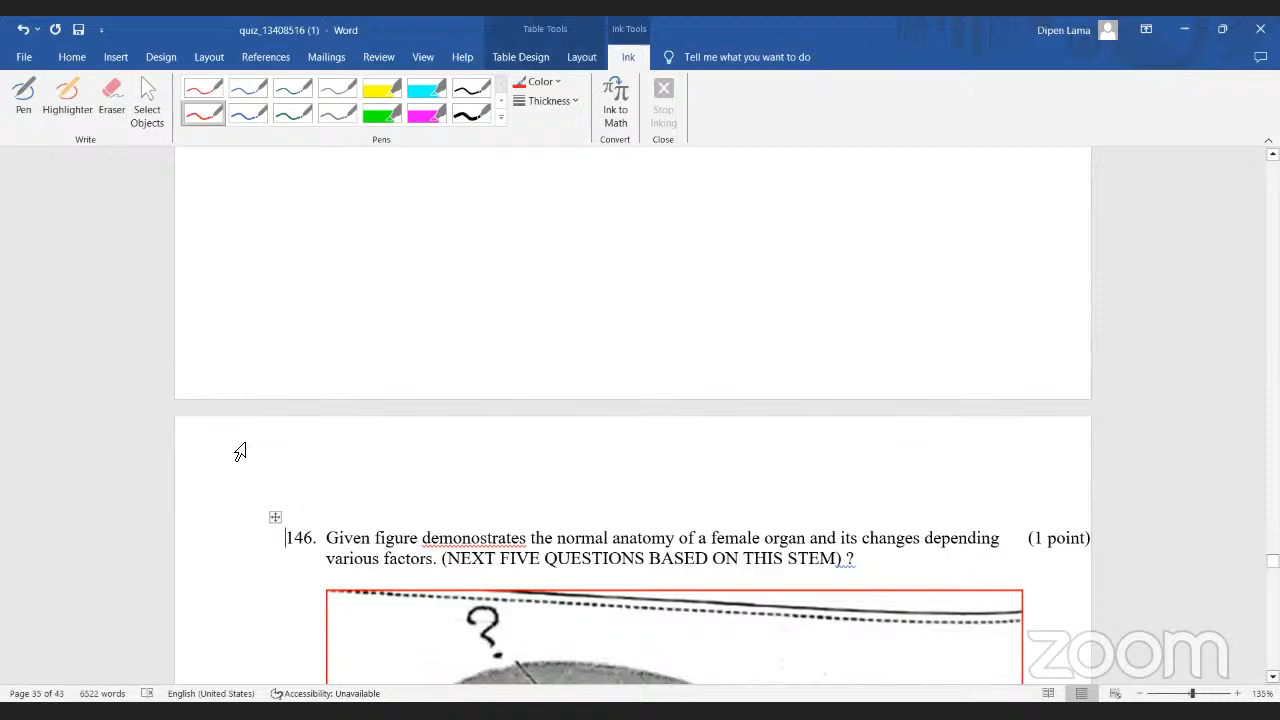 quiz_13408516 (1) - Word
Table Tools
Ink Tools
Dipen Lama
File Home Insert Design Layout References Mailings Review View Help Table Design Layout Ink Tell me what you want to do
Pen
Highlighter
Eraser
Select
Objects
Color
Thickness
Ink to
Math
Stop
Inking
Write
Pens
Convert
Close
146. Given figure demonostrates the normal anatomy of a female organ and its changes depending (1 point)
various factors. (NEXT FIVE QUESTIONS BASED ON THIS STEM) ?
?
zoom
Page 35 of 43 6522 words English (United States) Accessibility: Unavailable 135%